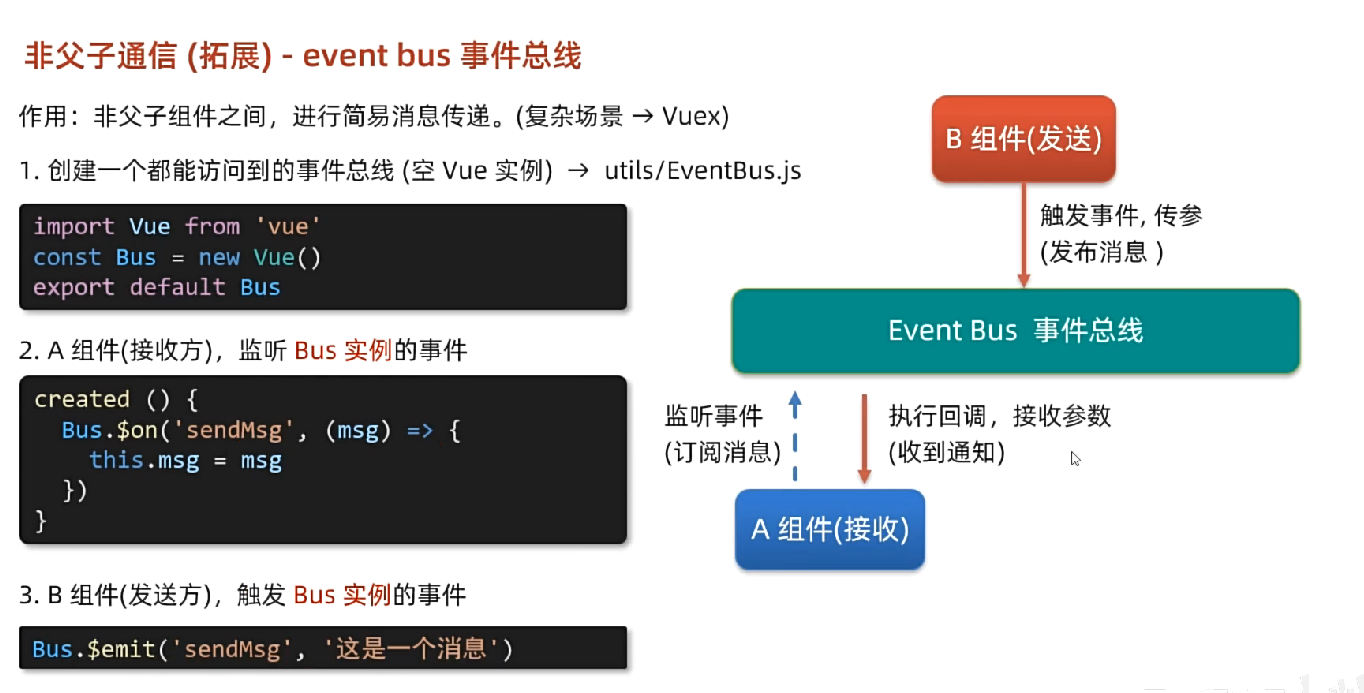 非父子通信 (拓展) - event bus 事件总线
作用：非父子组件之间，进行简易消息传递。(复杂场景 → Vuex)
1. 创建一个都能访问到的事件总线 (空 Vue 实例) → utils/EventBus.js
import Vue from 'vue'
const Bus = new Vue()
export default Bus
2. A 组件(接收方)，监听 Bus 实例的事件
created () {
  Bus.$on('sendMsg', (msg) => {
    this.msg = msg
  })
}
3. B 组件(发送方)，触发 Bus 实例的事件
Bus.$emit('sendMsg', '这是一个消息')
B 组件(发送)
触发事件, 传参
(发布消息 )
Event Bus 事件总线
监听事件
(订阅消息)
执行回调，接收参数
(收到通知)
A 组件(接收)